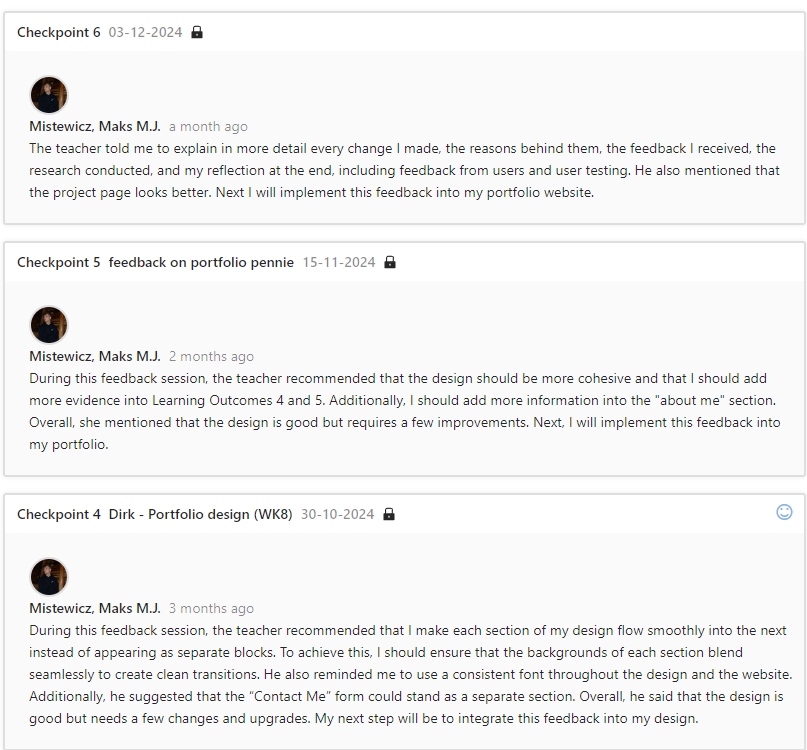 Checkpoint 6 03-12-2024
Mistewicz, Maks M.J. a month ago
The teacher told me to explain in more detail every change I made, the reasons behind them, the feedback I received, the
research conducted, and my reflection at the end, including feedback from users and user testing. He also mentioned that
the project page looks better. Next I will implement this feedback into my portfolio website.
Checkpoint 5 feedback on portfolio pennie 15-11-2024
Mistewicz, Maks M.J. 2 months ago
During this feedback session, the teacher recommended that the design should be more cohesive and that I should add
more evidence into Learning Outcomes 4 and 5. Additionally, I should add more information into the "about me" section.
Overall, she mentioned that the design is good but requires a few improvements. Next, I will implement this feedback into
my portfolio.
Checkpoint 4 Dirk - Portfolio design (WK8) 30-10-2024
Mistewicz, Maks M.J. 3 months ago
During this feedback session, the teacher recommended that I make each section of my design flow smoothly into the next
instead of appearing as separate blocks. To achieve this, I should ensure that the backgrounds of each section blend
seamlessly to create clean transitions. He also reminded me to use a consistent font throughout the design and the website.
Additionally, he suggested that the “Contact Me” form could stand as a separate section. Overall, he said that the design is
good but needs a few changes and upgrades. My next step will be to integrate this feedback into my design.